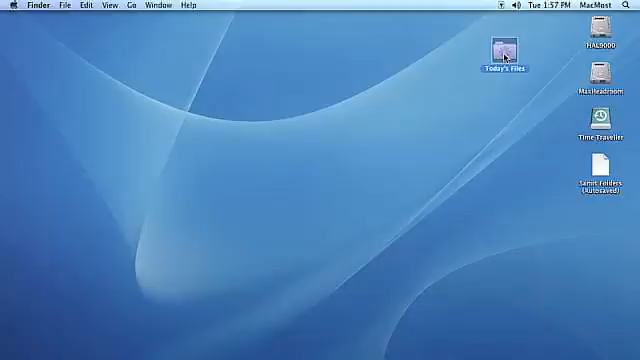 Finder File Edit View Go Window Help Tue 1:57 PM MacMost
HAL9000
Today's Files
MaxHeadroom
Time Traveller
Smart Folders
(Autosaved)